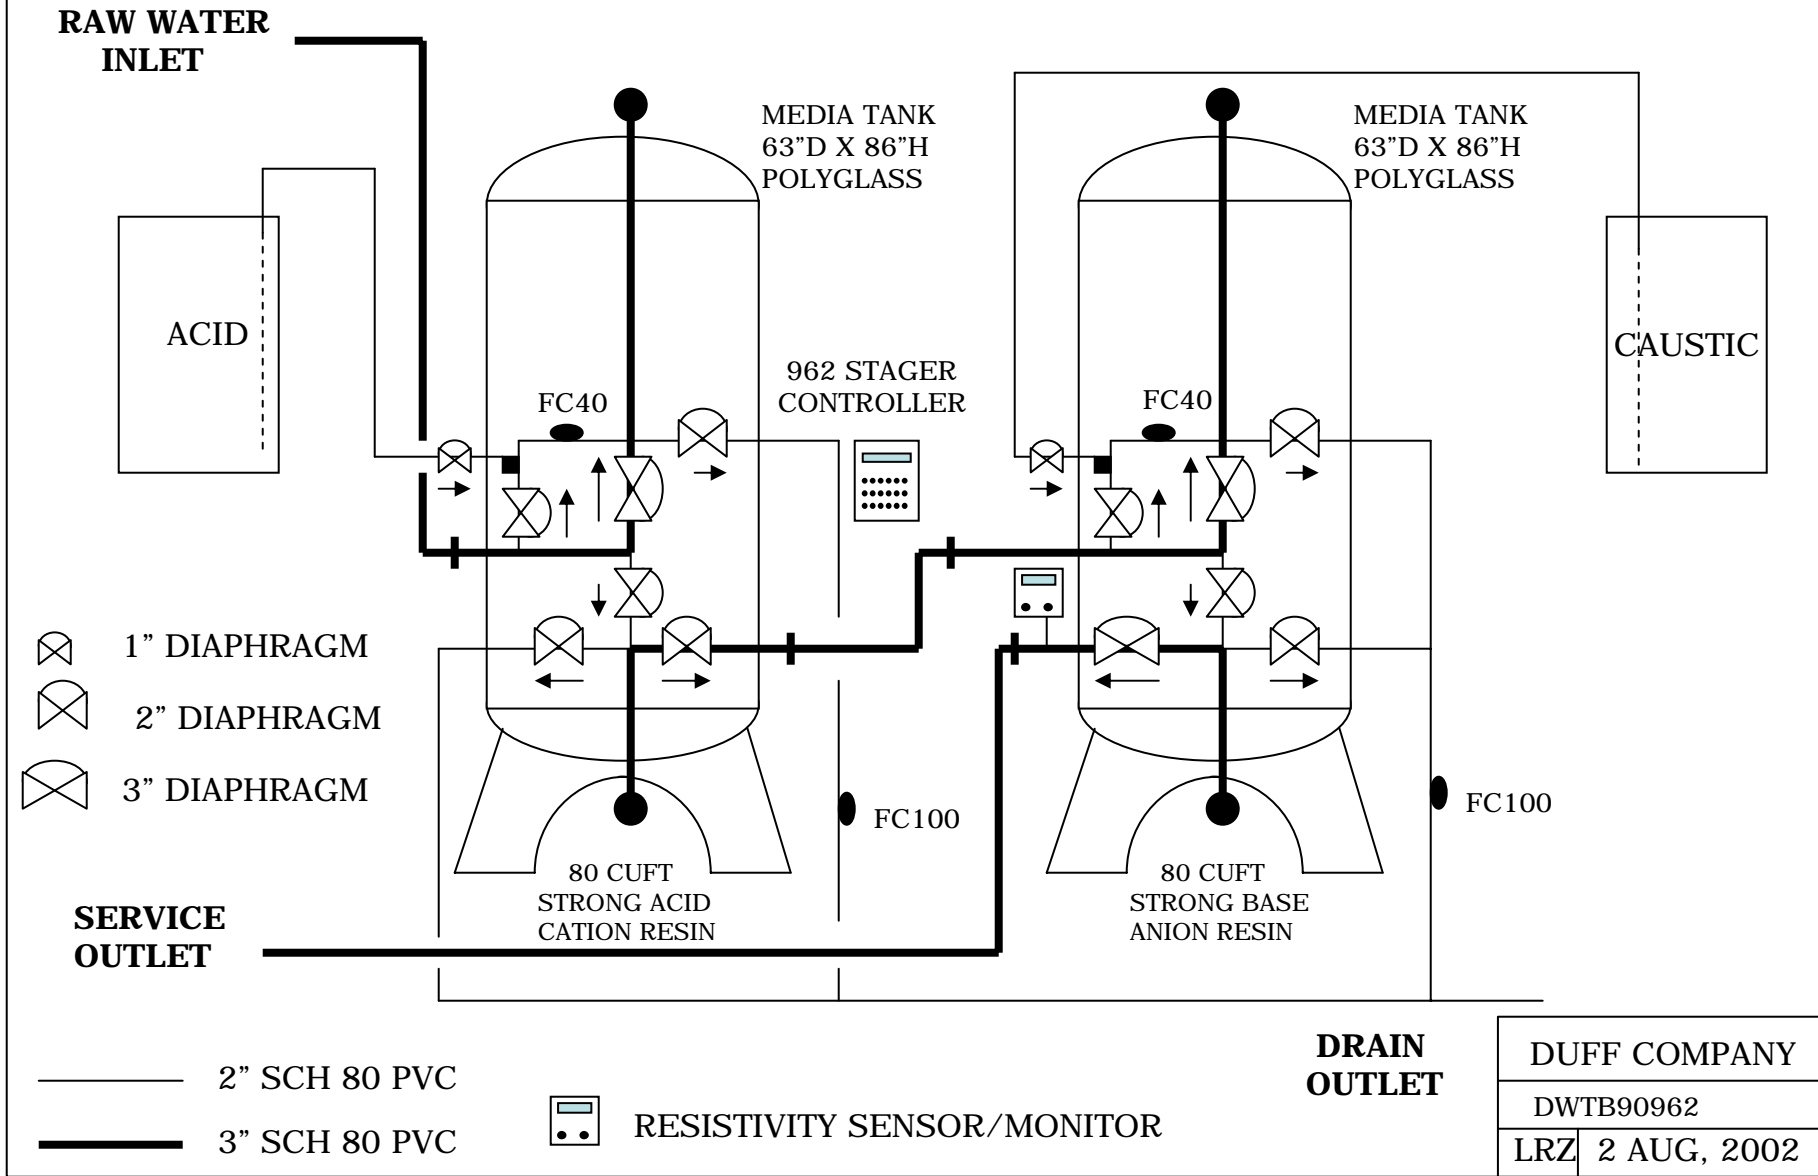 RAW WATER
INLET
MEDIA TANK
63”D X 86”H
POLYGLASS
MEDIA TANK
63”D X 86”H
POLYGLASS
ACID
CAUSTIC
962 STAGER
CONTROLLER
FC40
FC40
1” DIAPHRAGM
2” DIAPHRAGM
3” DIAPHRAGM
FC100
FC100
80 CUFT
STRONG ACID
CATION RESIN
80 CUFT
STRONG BASE
ANION RESIN
SERVICE
OUTLET
DRAIN
OUTLET
2” SCH 80 PVC
3” SCH 80 PVC
RESISTIVITY SENSOR/MONITOR
DUFF COMPANY
DWTB90962
LRZ 2 AUG, 2002